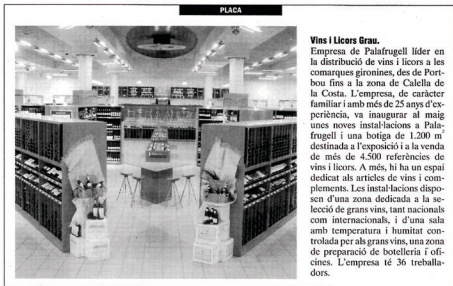 PLACA
Vins i Licors Grau.
Empresa de Palafrugell líder en
la distribució de vins i licors a les
comarques gironines, des de Port-
bou fins a la zona de Calella de
la Costa. L'empresa, de caràcter
familiar i amb més de 25 anys d'ex-
periència, va inaugurar al maig
unes noves instal·lacions a Pala-
frugell i una botiga de 1.200 m²
destinada a l'exposició i a la venda
de més de 4.500 referències de
vins i licors. A més, hi ha un espai
dedicat als articles de vins i com-
plements. Les instal·lacions dispo-
sen d'una zona dedicada a la se-
lecció de grans vins, tant nacionals
com internacionals, i d'una sala
amb temperatura i humitat con-
trolada per als grans vins, una zona
de preparació de botelleria i ofi-
cines. L'empresa té 36 treballa-
dors.